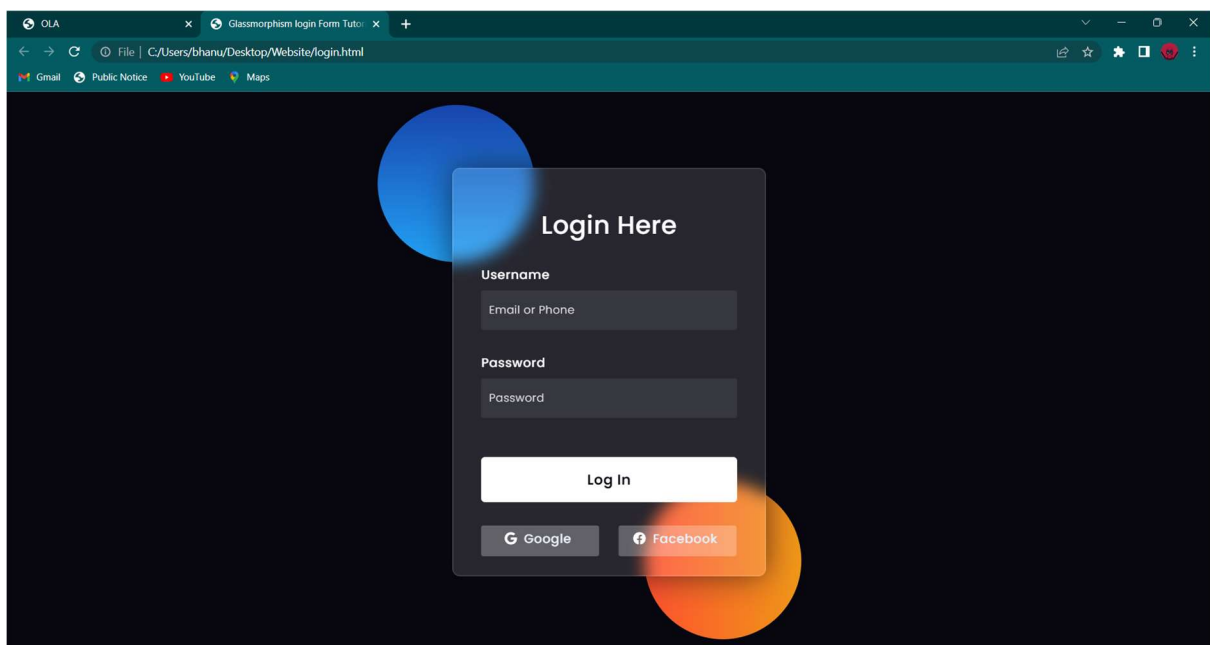 OLA
Glassmorphism login Form Tutor
File | C:/Users/bhanu/Desktop/Website/login.html
Gmail Public Notice YouTube Maps
Login Here
Username
Email or Phone
Password
Password
Log In
Google Facebook